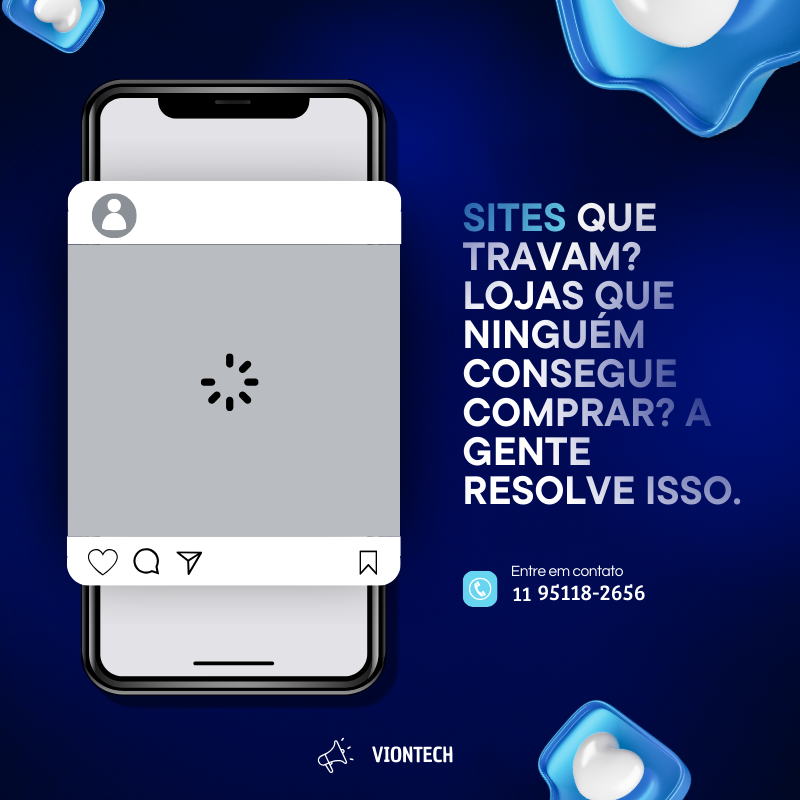 SITES QUE
TRAVAM?
LOJAS QUE
NINGUÉM
CONSEGUE
COMPRAR? A
GENTE
RESOLVE ISSO.
Entre em contato
11 95118-2656
VIONTECH